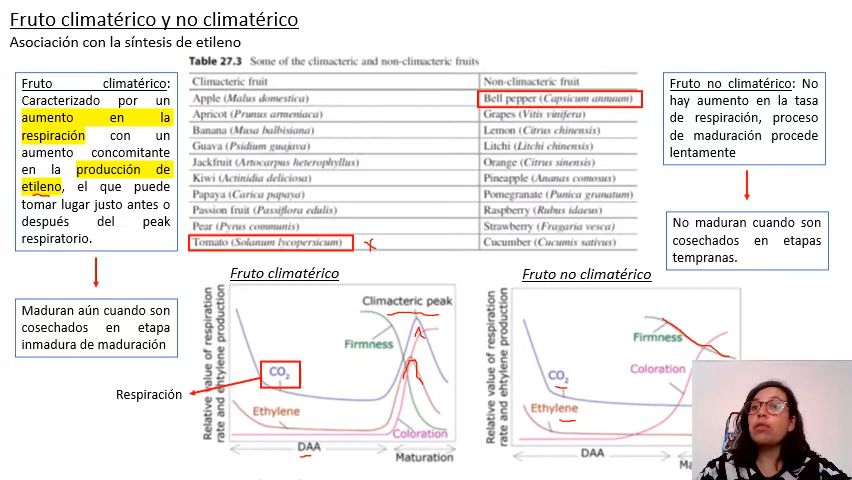 Fruto climatérico y no climatérico
Asociación con la síntesis de etileno
Fruto climatérico:
Caracterizado por un
aumento en la
respiración con un
aumento concomitante
en la producción de
etileno, el que puede
tomar lugar justo antes o
después del peak
respiratorio.
Maduran aún cuando son
cosechados en etapa
inmadura de maduración
Table 27.3 Some of the climacteric and non-climacteric fruits
Climacteric fruit Non-climacteric fruit
Apple (Malus domestica) Bell pepper (Capsicum annuum)
Apricot (Prunus armeniaca) Grapes (Vitis vinifera)
Banana (Musa balbisiana) Lemon (Citrus chinensis)
Guava (Psidium guajava) Litchi (Litchi chinensis)
Jackfruit (Artocarpus heterophyllus) Orange (Citrus sinensis)
Kiwi (Actinidia deliciosa) Pineapple (Ananas comosus)
Papaya (Carica papaya) Pomegranate (Punica granatum)
Passion fruit (Passiflora edulis) Raspberry (Rubus idaeus)
Pear (Pyrus communis) Strawberry (Fragaria vesca)
Tomato (Solanum lycopersicum) x Cucumber (Cucumis sativus)
Fruto no climatérico: No
hay aumento en la tasa
de respiración, proceso
de maduración procede
lentamente
No maduran cuando son
cosechados en etapas
tempranas.
Fruto climatérico
Relative value of respiration
rate and ehtylene production
Climacteric peak
Firmness
CO2
Ethylene
Coloration
DAA
Maturation
Respiración
Fruto no climatérico
Relative value of respiration
rate and ehtylene production
Firmness
Coloration
CO2
Ethylene
DAA